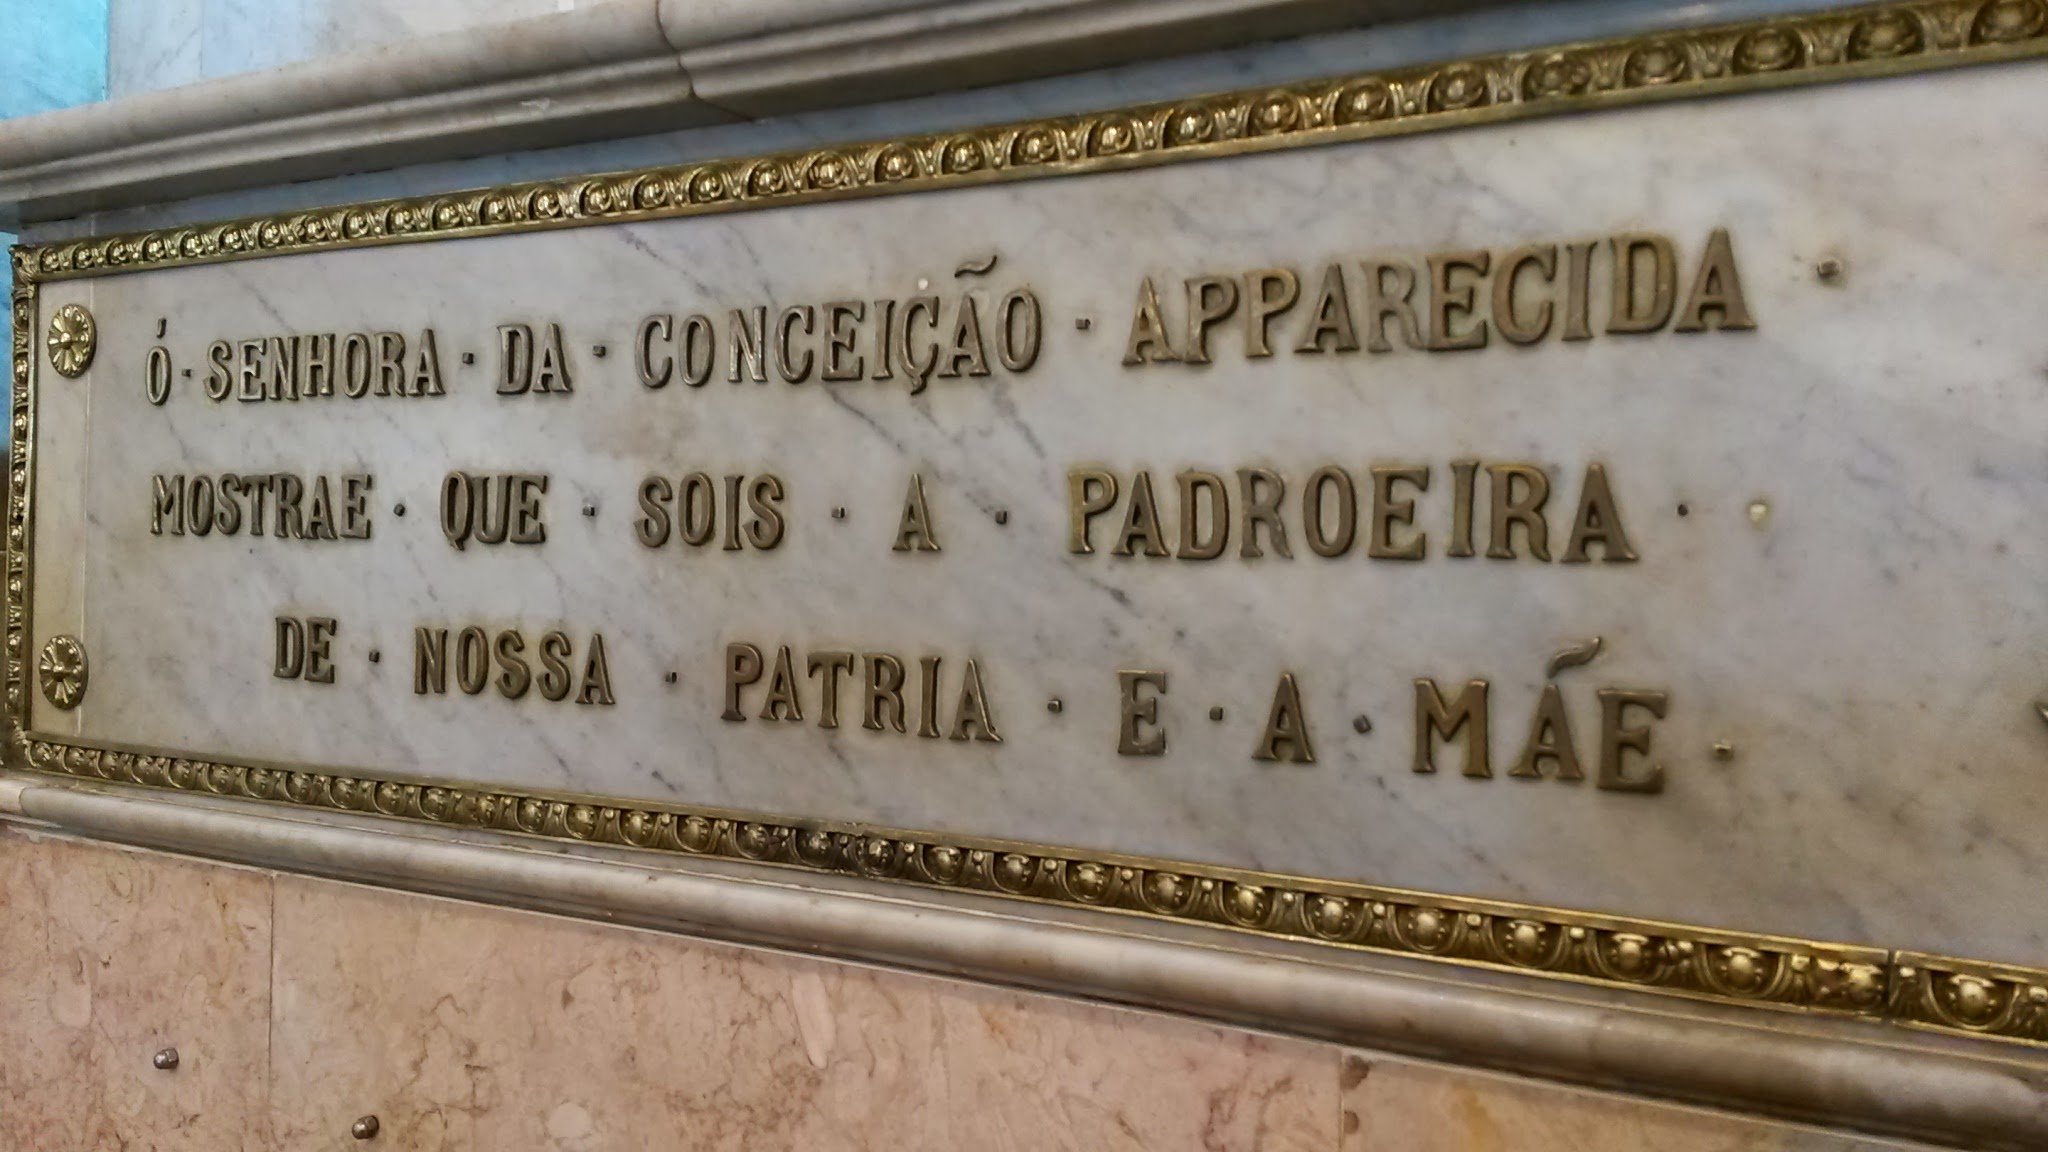 Ó · SENHORA · DA · CONCEIÇÃO · APPARECIDA ·
MOSTRAE · QUE · SOIS · A · PADROEIRA ·
DE · NOSSA · PATRIA · E · A · MÃE ·